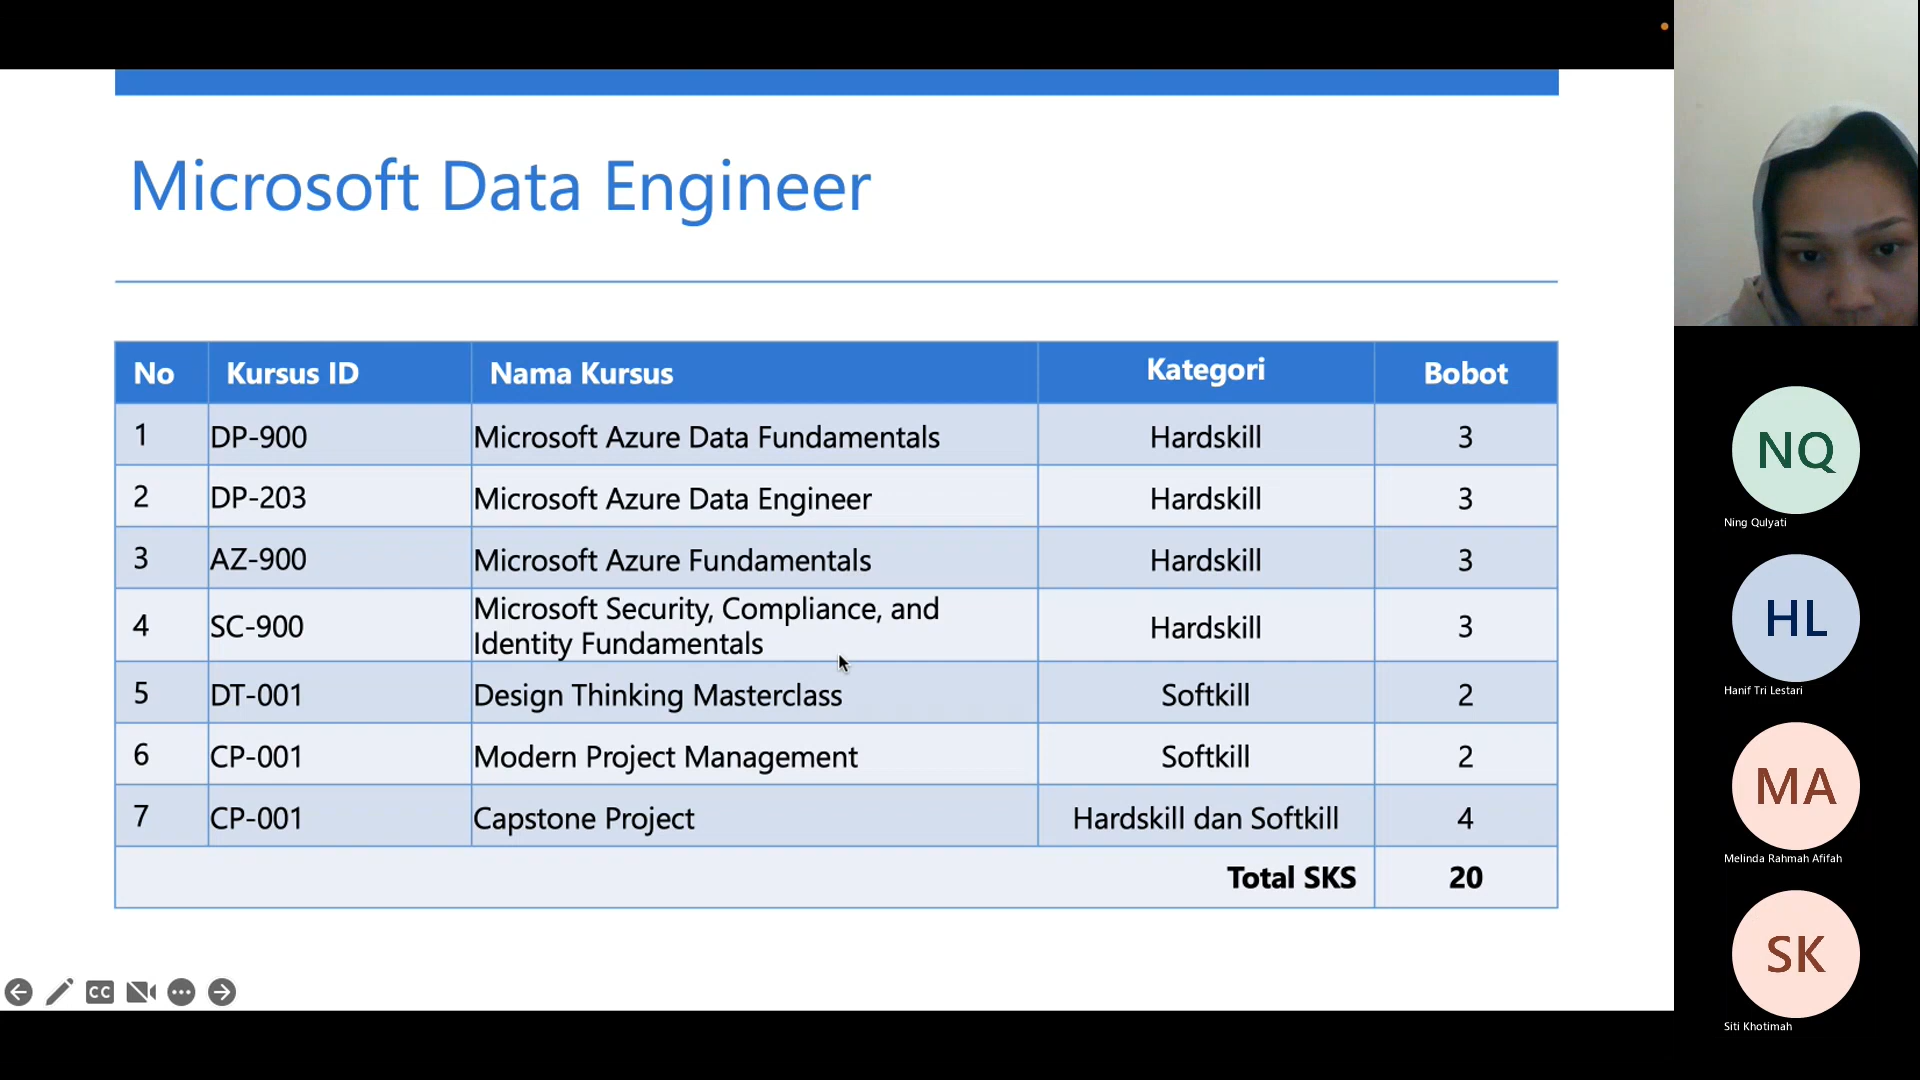 Microsoft Data Engineer
No Kursus ID Nama Kursus Kategori Bobot
1 DP-900 Microsoft Azure Data Fundamentals Hardskill 3
2 DP-203 Microsoft Azure Data Engineer Hardskill 3
3 AZ-900 Microsoft Azure Fundamentals Hardskill 3
4 SC-900 Microsoft Security, Compliance, and
Identity Fundamentals Hardskill 3
5 DT-001 Design Thinking Masterclass Softkill 2
6 CP-001 Modern Project Management Softkill 2
7 CP-001 Capstone Project Hardskill dan Softkill 4
Total SKS 20
CC
NQ
Ning Qulyati
HL
Hanif Tri Lestari
MA
Melinda Rahmah Afifah
SK
Siti Khotimah